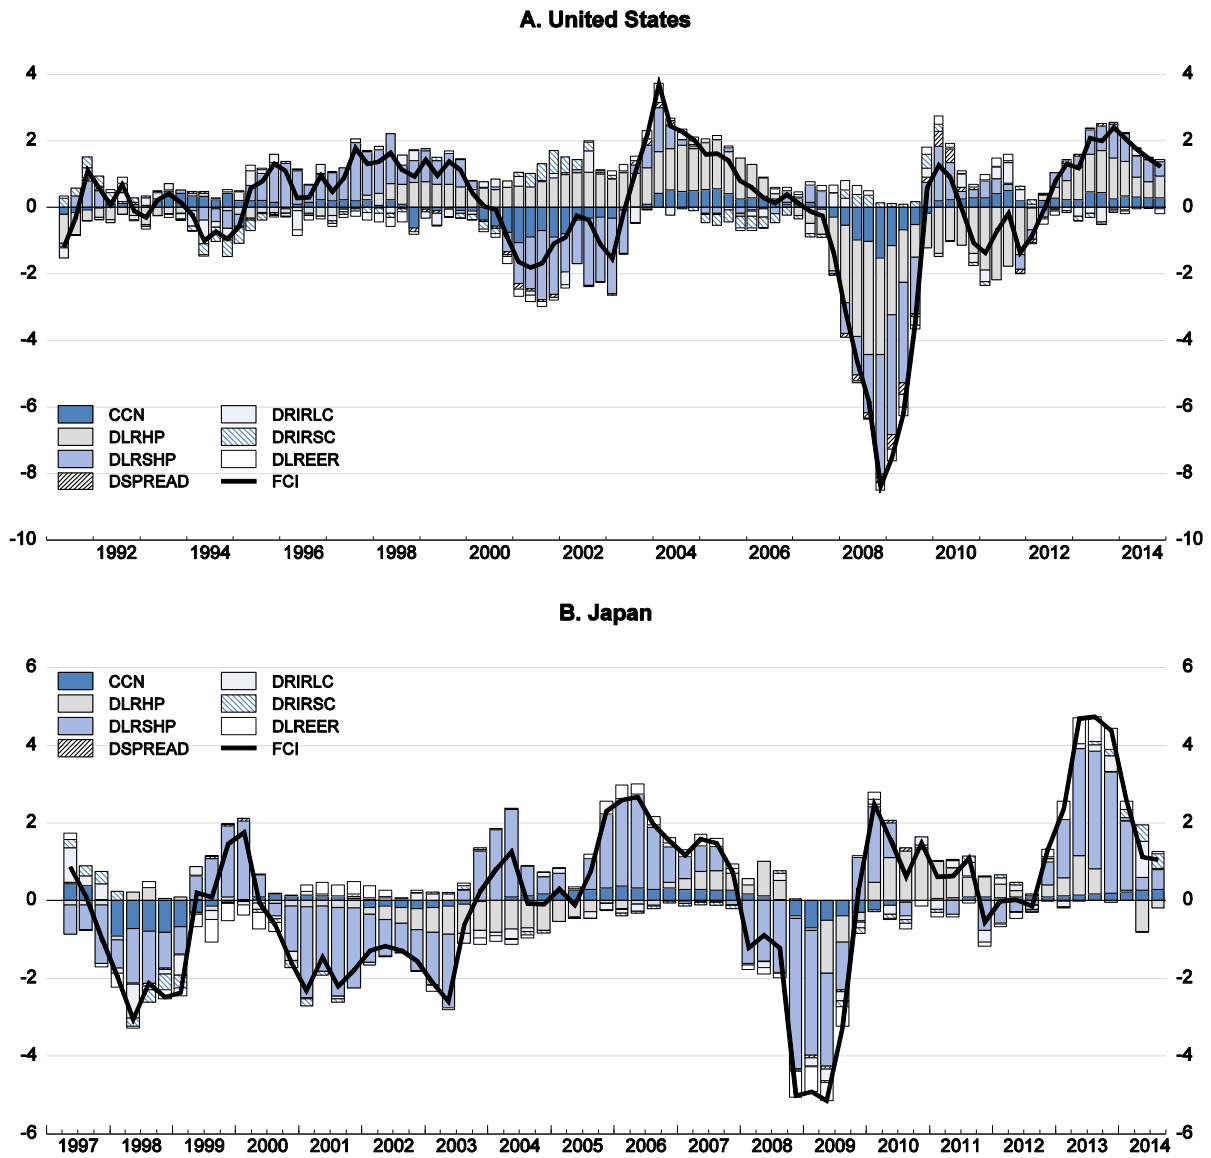 A. United States
4 4
2 2
0 0
-2 -2
-4 -4
-6 -6
-8 -8
-10 -10
CCN DRIRLC
DLRHP DRIRSC
DLRSHP DLREER
DSPREAD FCI
1992 1994 1996 1998 2000 2002 2004 2006 2008 2010 2012 2014
B. Japan
6 6
4 4
2 2
0 0
-2 -2
-4 -4
-6 -6
CCN DRIRLC
DLRHP DRIRSC
DLRSHP DLREER
DSPREAD FCI
1997 1998 1999 2000 2001 2002 2003 2004 2005 2006 2007 2008 2009 2010 2011 2012 2013 2014